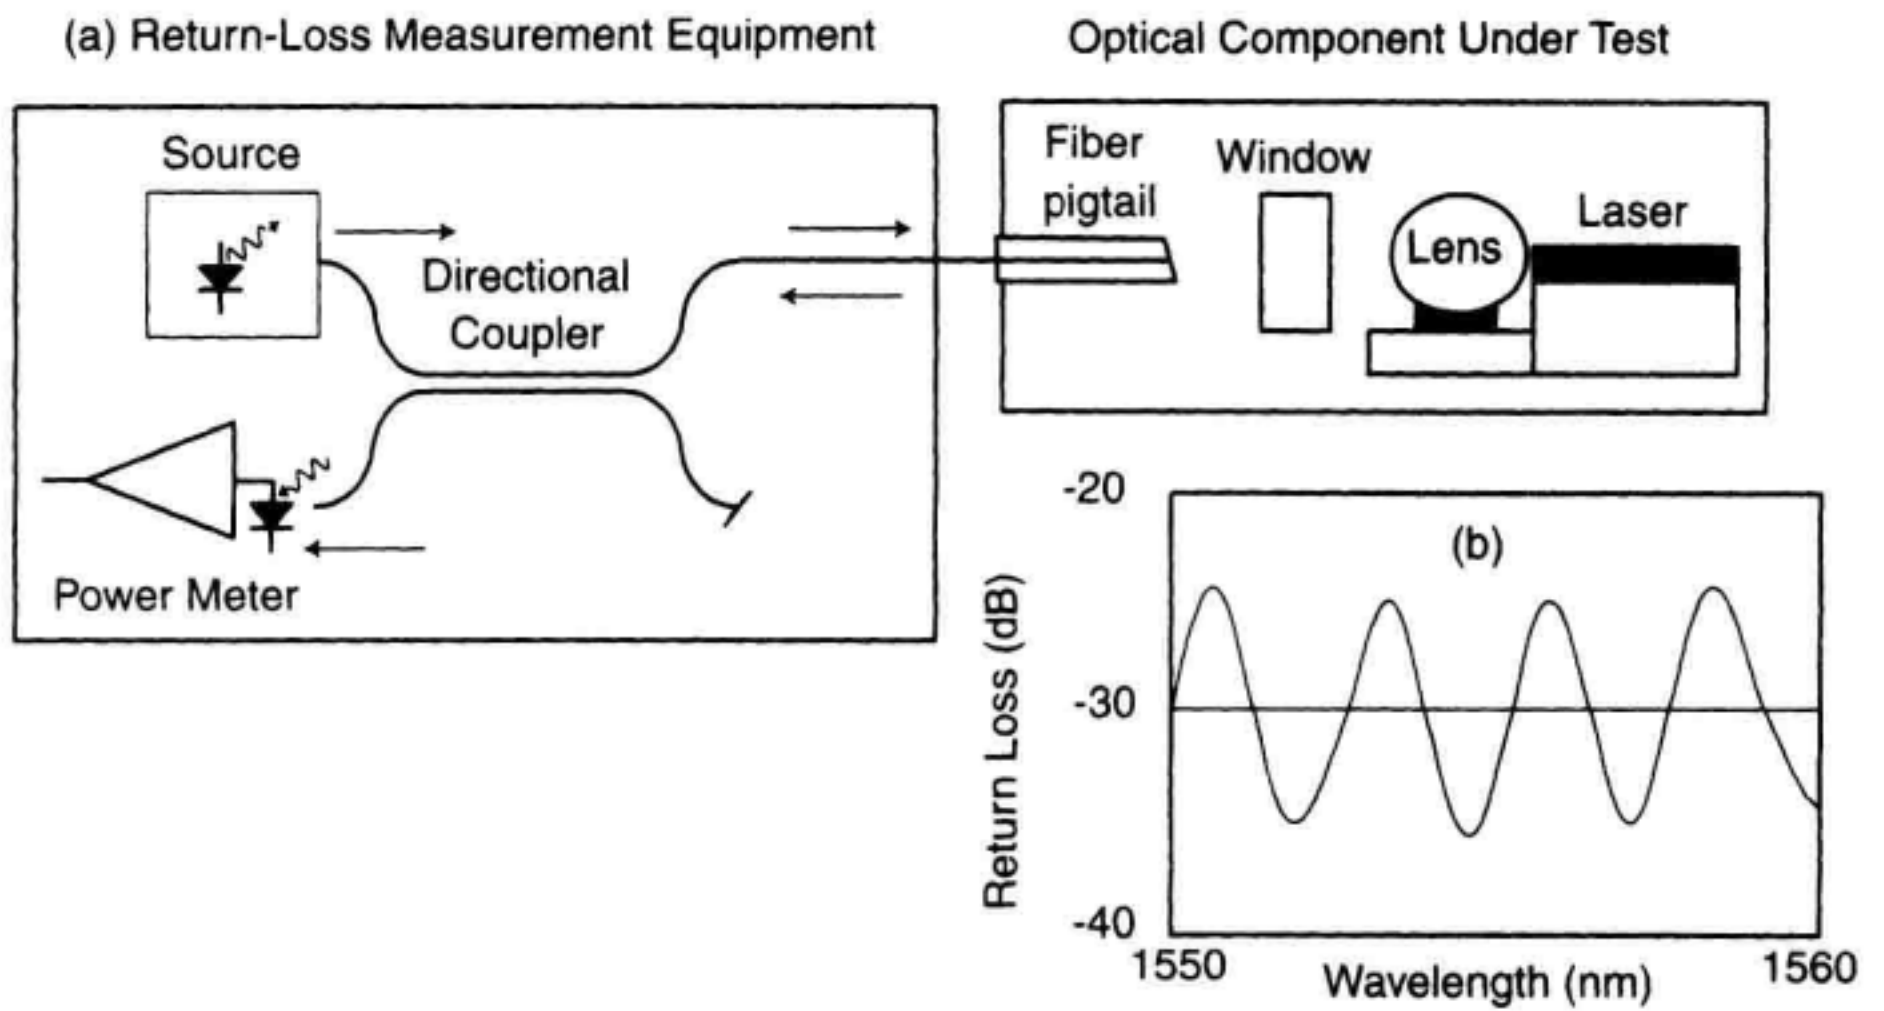 (a) Return-Loss Measurement Equipment
Optical Component Under Test
Source
Directional
Coupler
Power Meter
Fiber
pigtail
Window
Lens
Laser
(b)
Return Loss (dB)
-20
-30
-40
1550
1560
Wavelength (nm)